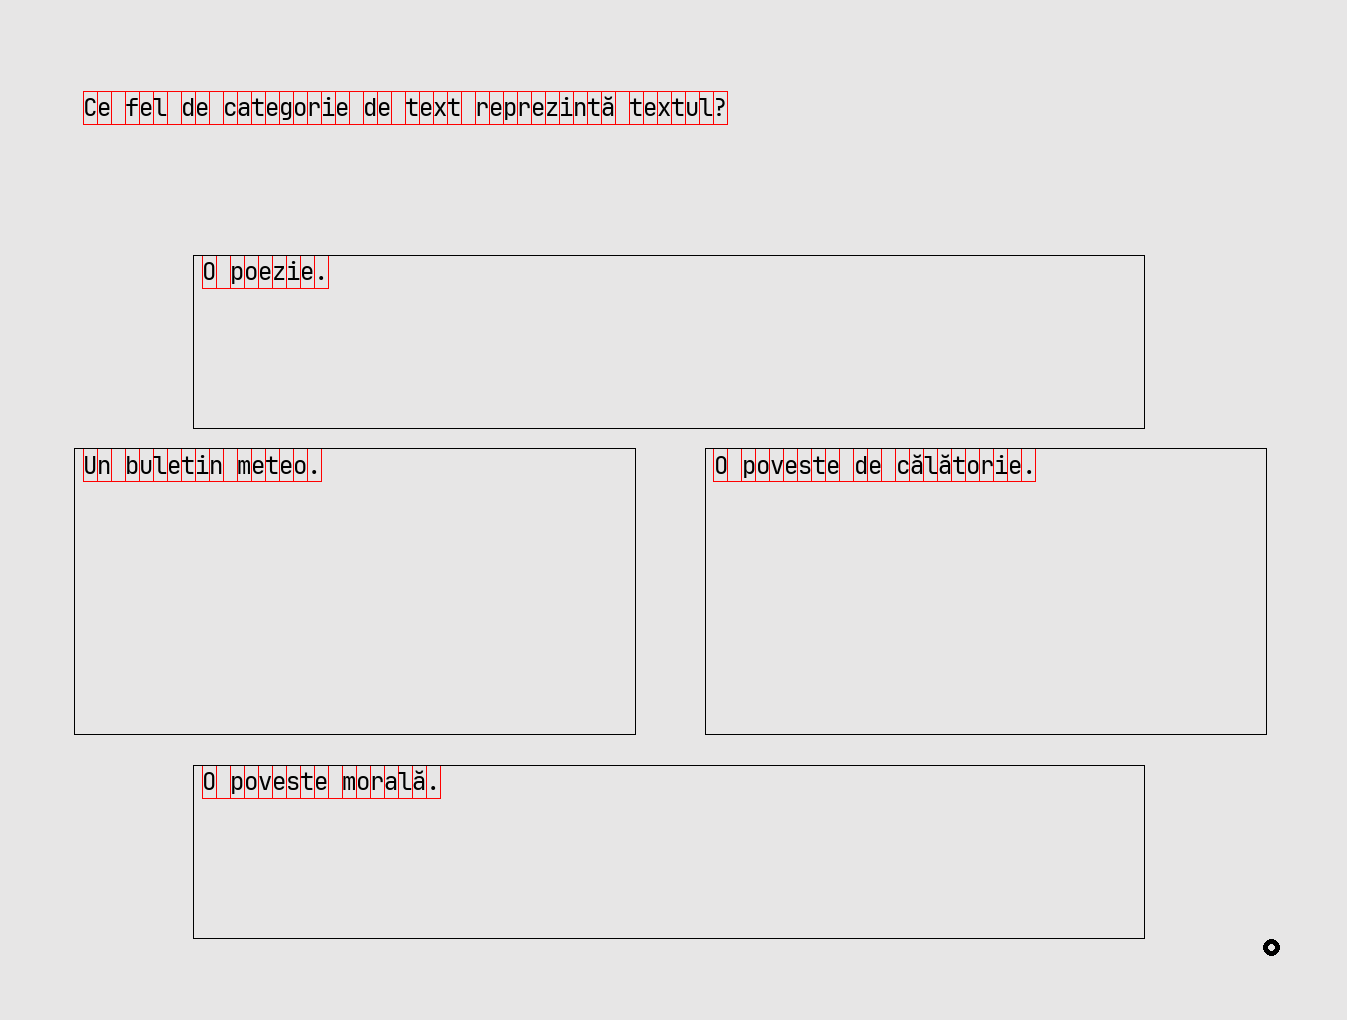 Ce fel de categorie de text reprezintă textul?
O poezie.
Un buletin meteo.
O poveste de călătorie.
O poveste morală.